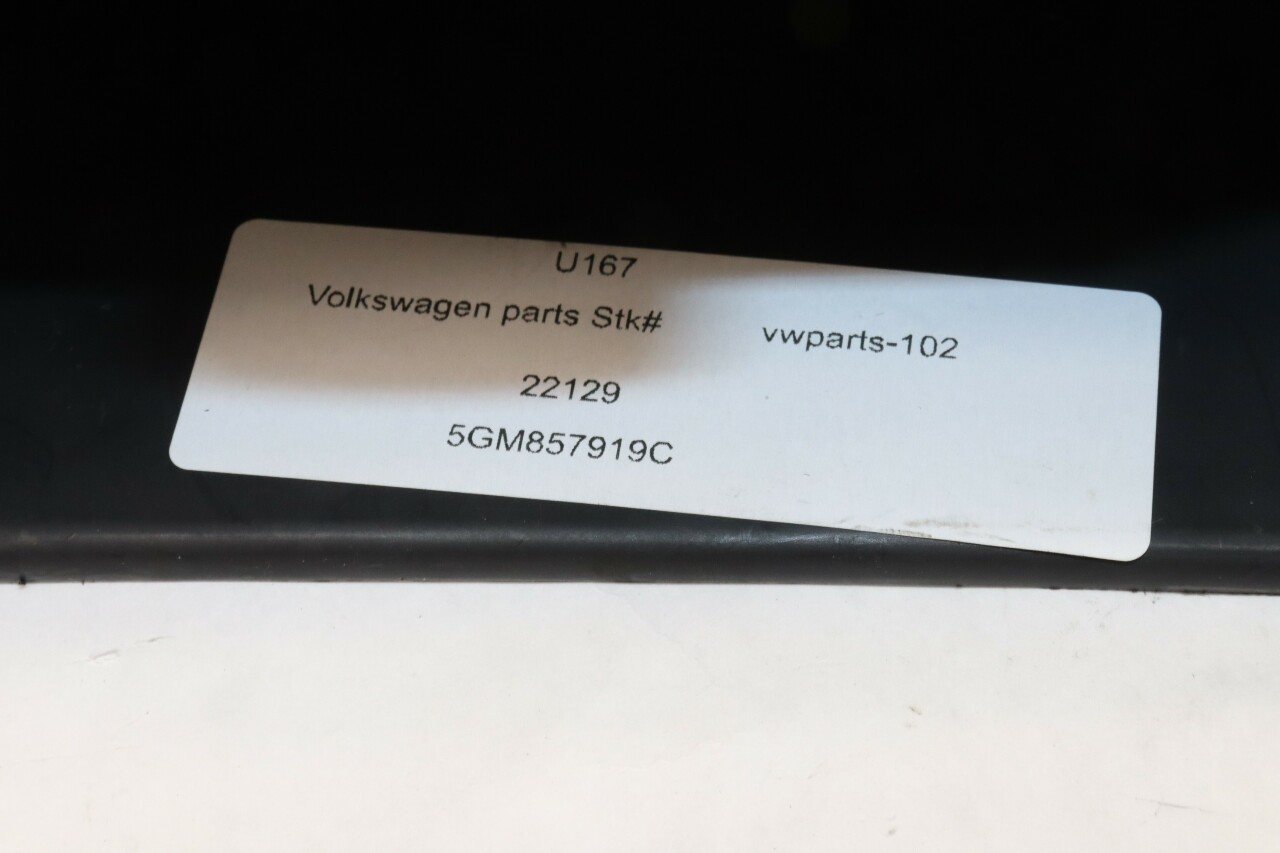 U167
Volkswagen parts Stk# vwparts-102
22129
5GM857919C